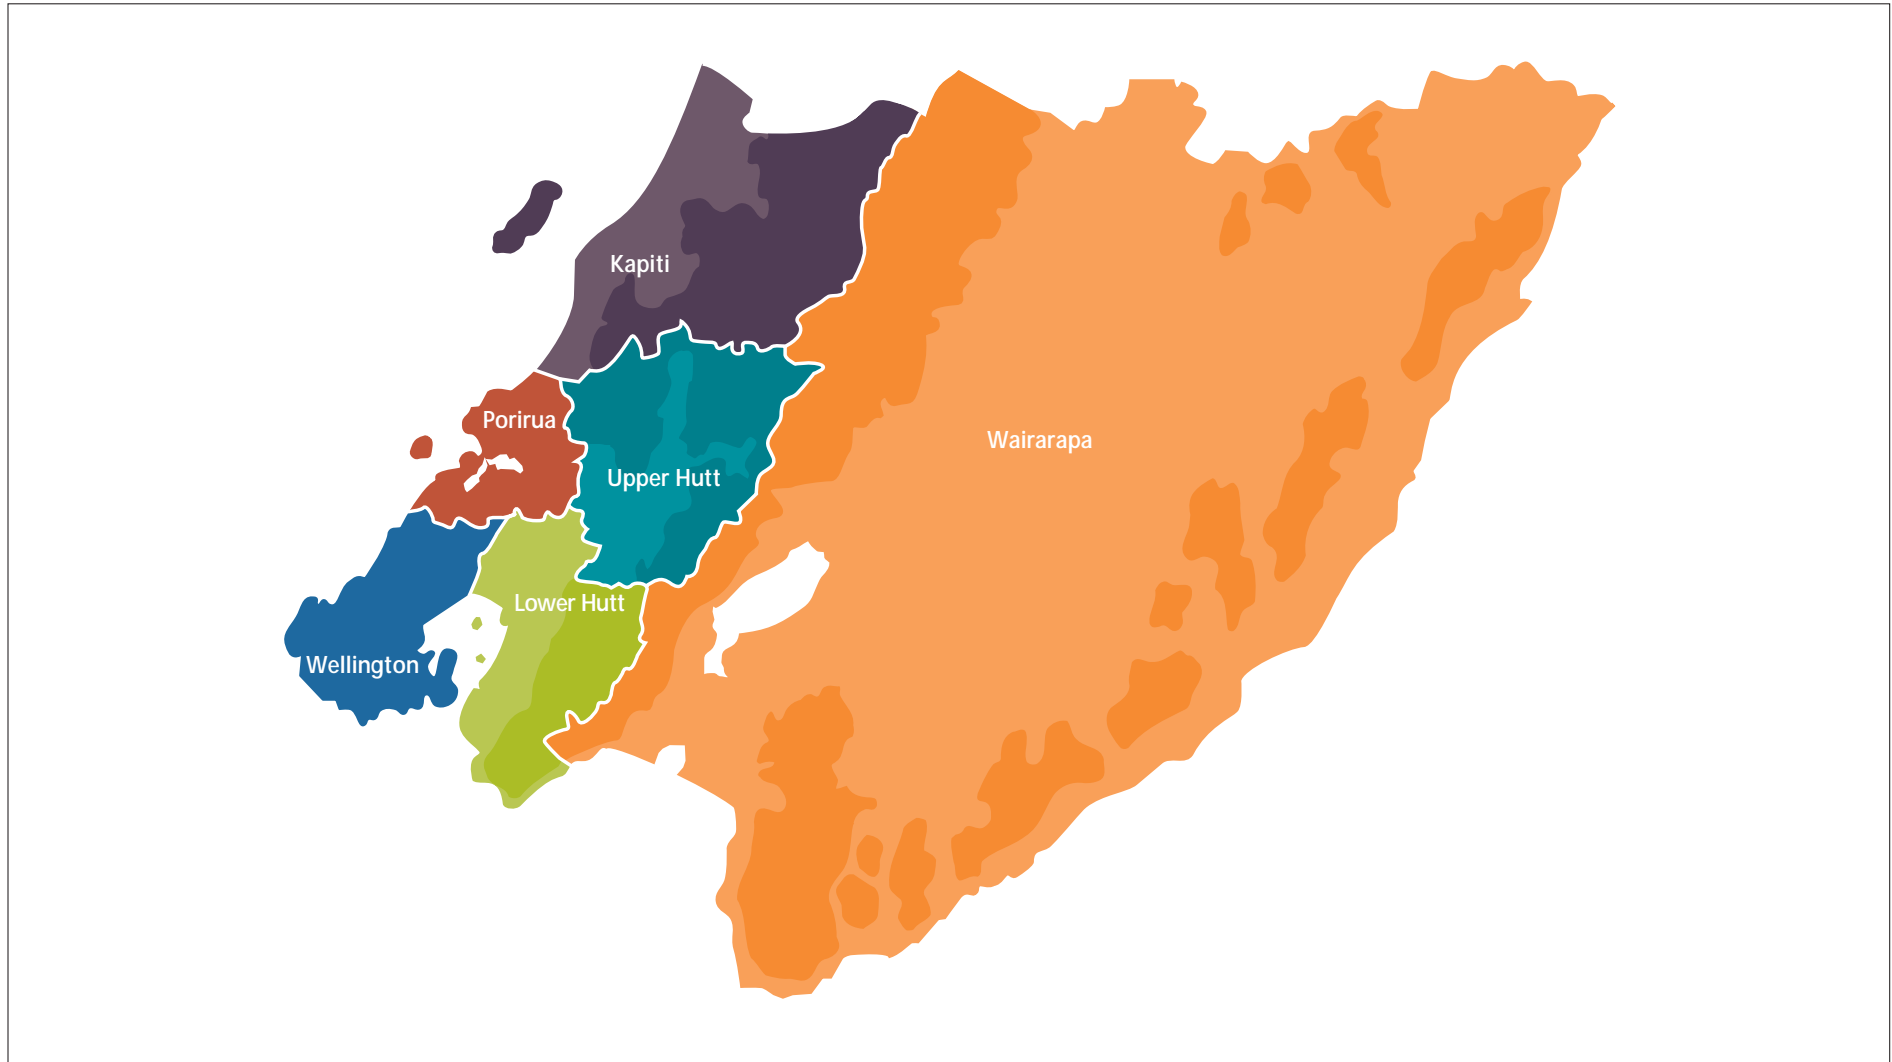 Kapiti
Porirua
Wairarapa
Upper Hutt
Lower Hutt
Wellington